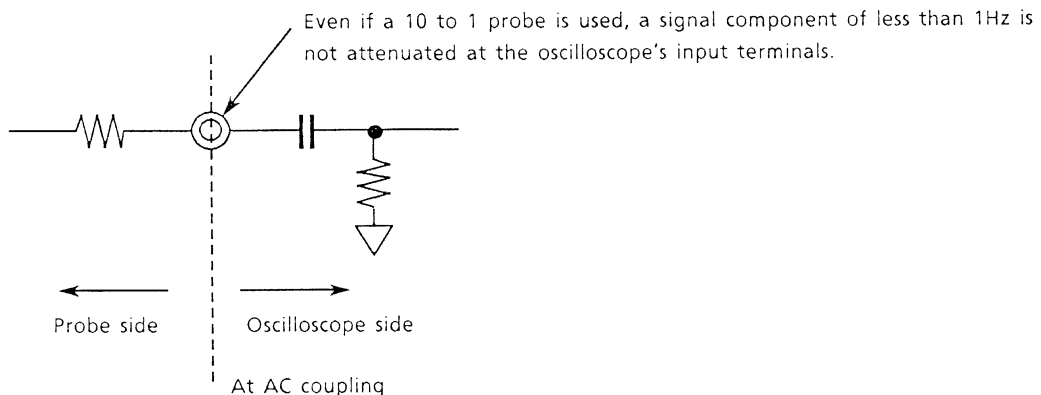 Even if a 10 to 1 probe is used, a signal component of less than 1Hz is
not attenuated at the oscilloscope's input terminals.
Probe side
Oscilloscope side
At AC coupling